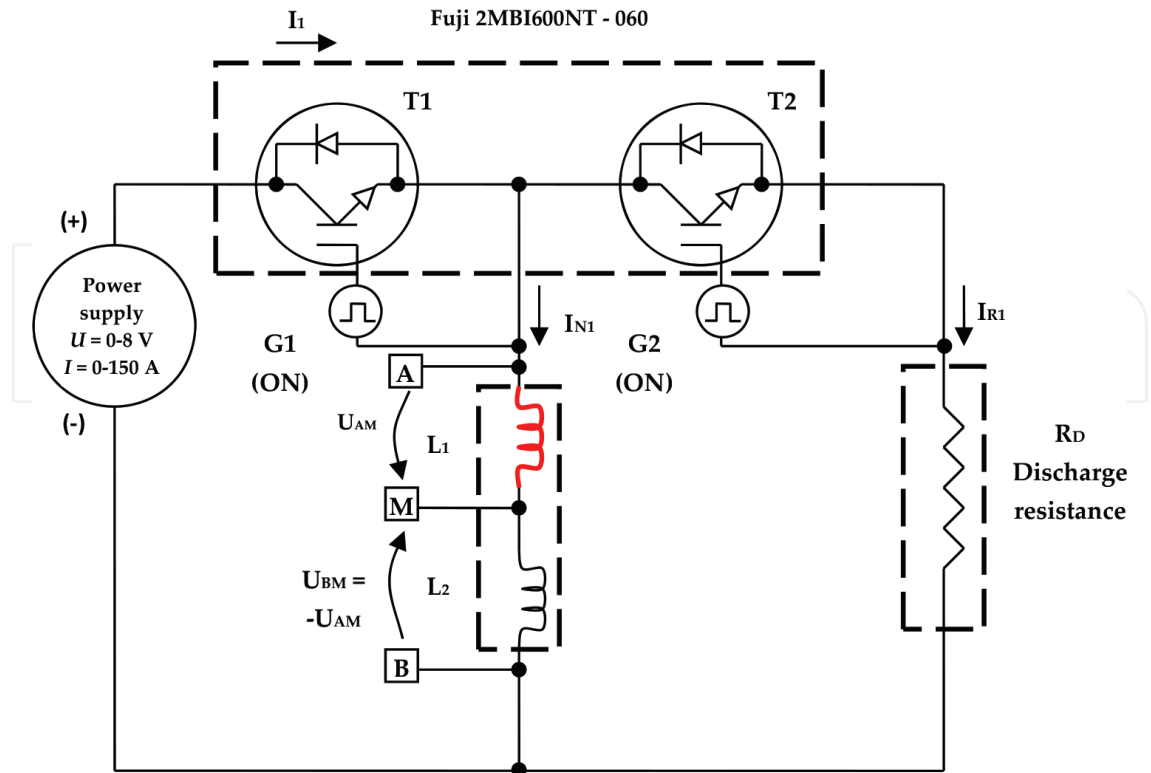 Fuji 2MBI600NT - 060
I1
T1
T2
(+)
Power
supply
U = 0-8 V
I = 0-150 A
(-)
G1
(ON)
IN1
G2
(ON)
IR1
A
UAM
L1
M
UBM =
-UAM
L2
B
RD
Discharge
resistance